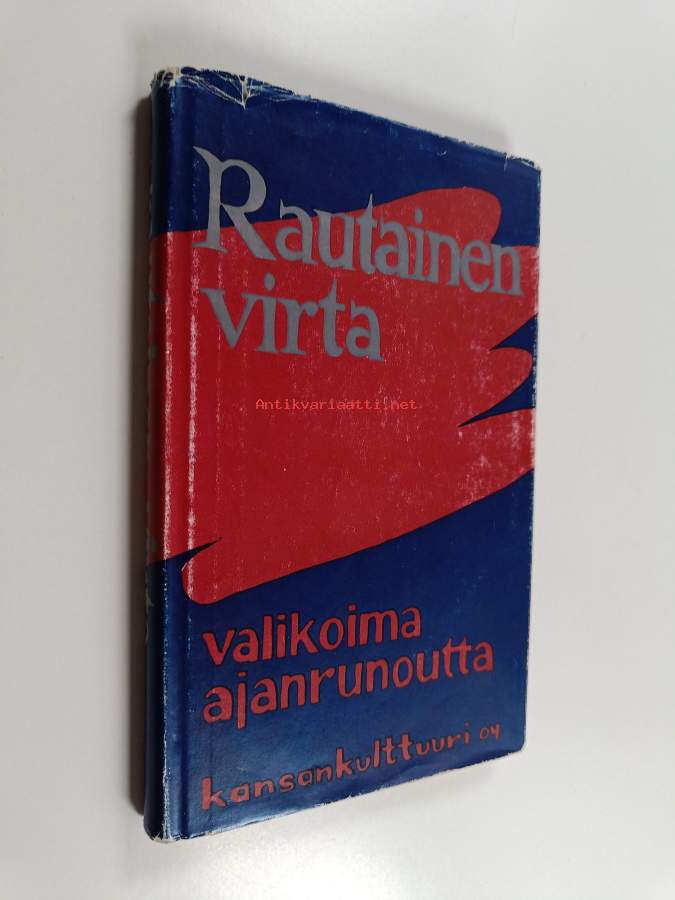 Rautainen
virta
Antikvariaatti.net
valikoima
ajanrunoutta
kansankulttuuri oy